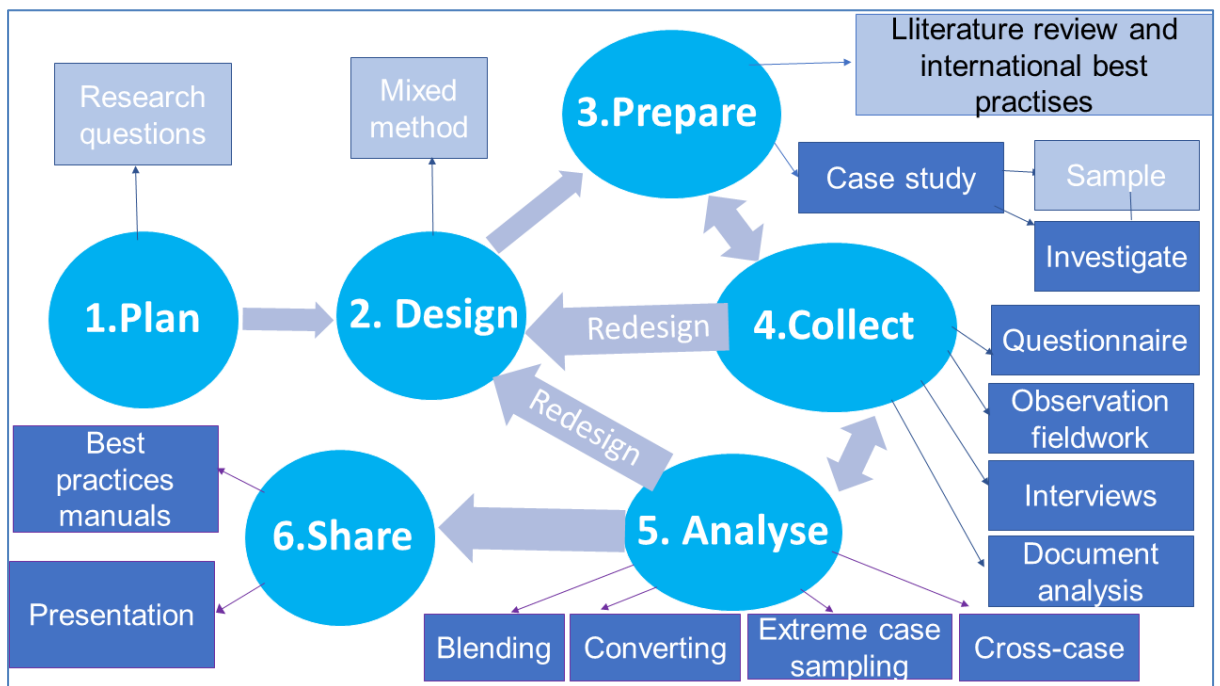 Research
questions
Mixed
method
3.Prepare
Lliterature review and
international best
practises
Case study
Sample
Investigate
1.Plan
2. Design
Redesign
4.Collect
Questionnaire
Observation
fieldwork
Interviews
Document
analysis
Redesign
Best
practices
manuals
6.Share
5. Analyse
Presentation
Blending
Converting
Extreme case
sampling
Cross-case